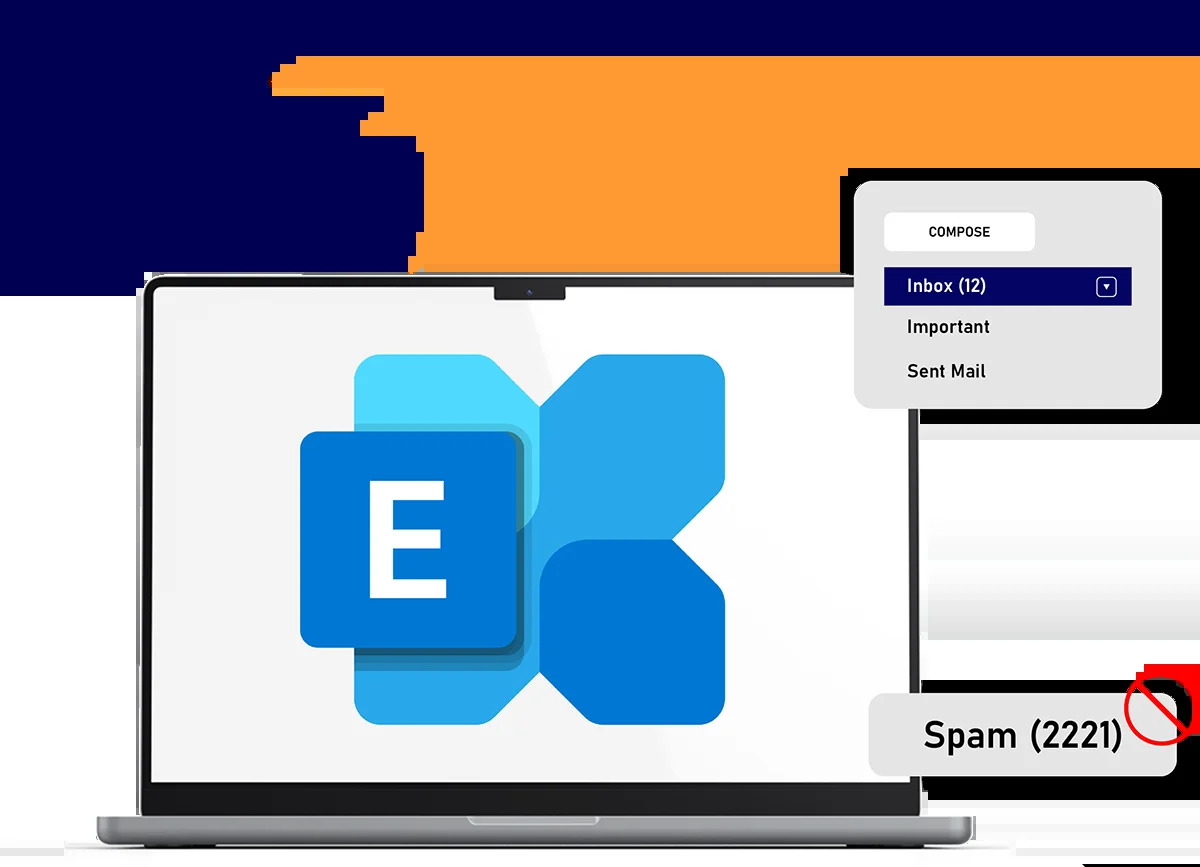 COMPOSE
Inbox (12)
Important
Sent Mail
E
Spam (2221)